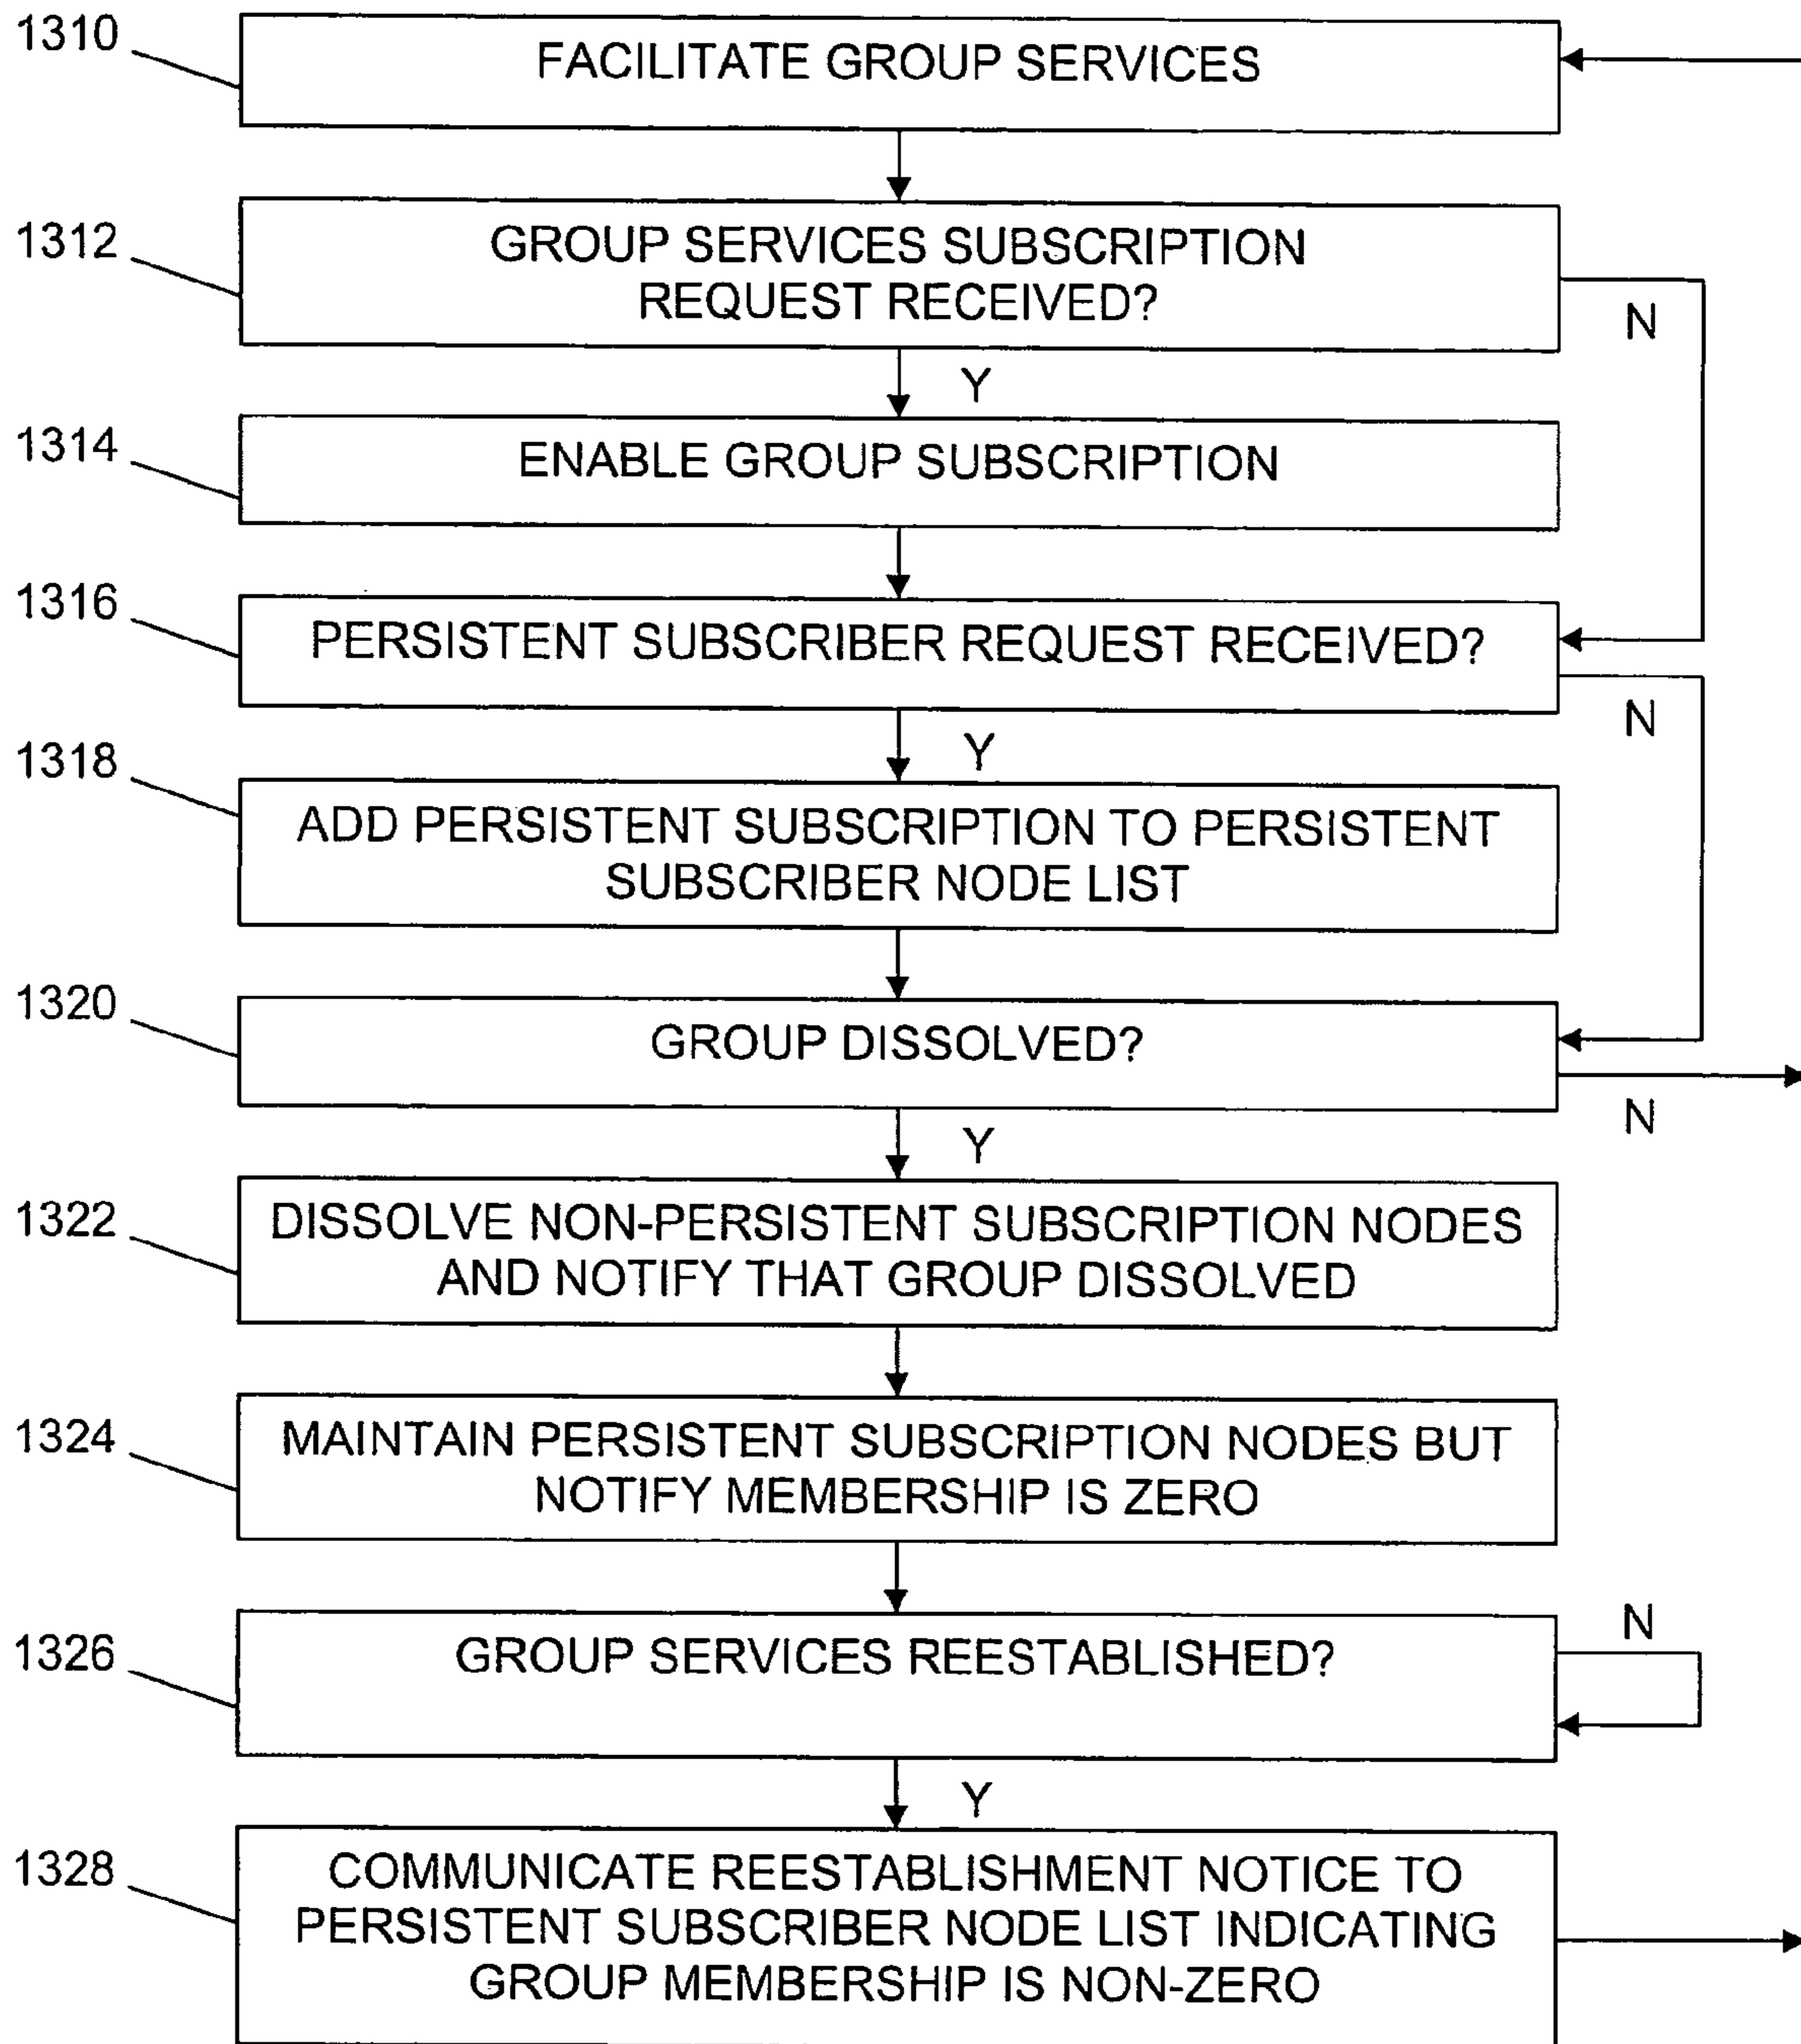 1310
FACILITATE GROUP SERVICES
1312
GROUP SERVICES SUBSCRIPTION
REQUEST RECEIVED?
N
Y
1314
ENABLE GROUP SUBSCRIPTION
1316
PERSISTENT SUBSCRIBER REQUEST RECEIVED?
N
Y
1318
ADD PERSISTENT SUBSCRIPTION TO PERSISTENT
SUBSCRIBER NODE LIST
1320
GROUP DISSOLVED?
N
Y
1322
DISSOLVE NON-PERSISTENT SUBSCRIPTION NODES
AND NOTIFY THAT GROUP DISSOLVED
1324
MAINTAIN PERSISTENT SUBSCRIPTION NODES BUT
NOTIFY MEMBERSHIP IS ZERO
1326
GROUP SERVICES REESTABLISHED?
N
Y
1328
COMMUNICATE REESTABLISHMENT NOTICE TO
PERSISTENT SUBSCRIBER NODE LIST INDICATING
GROUP MEMBERSHIP IS NON-ZERO